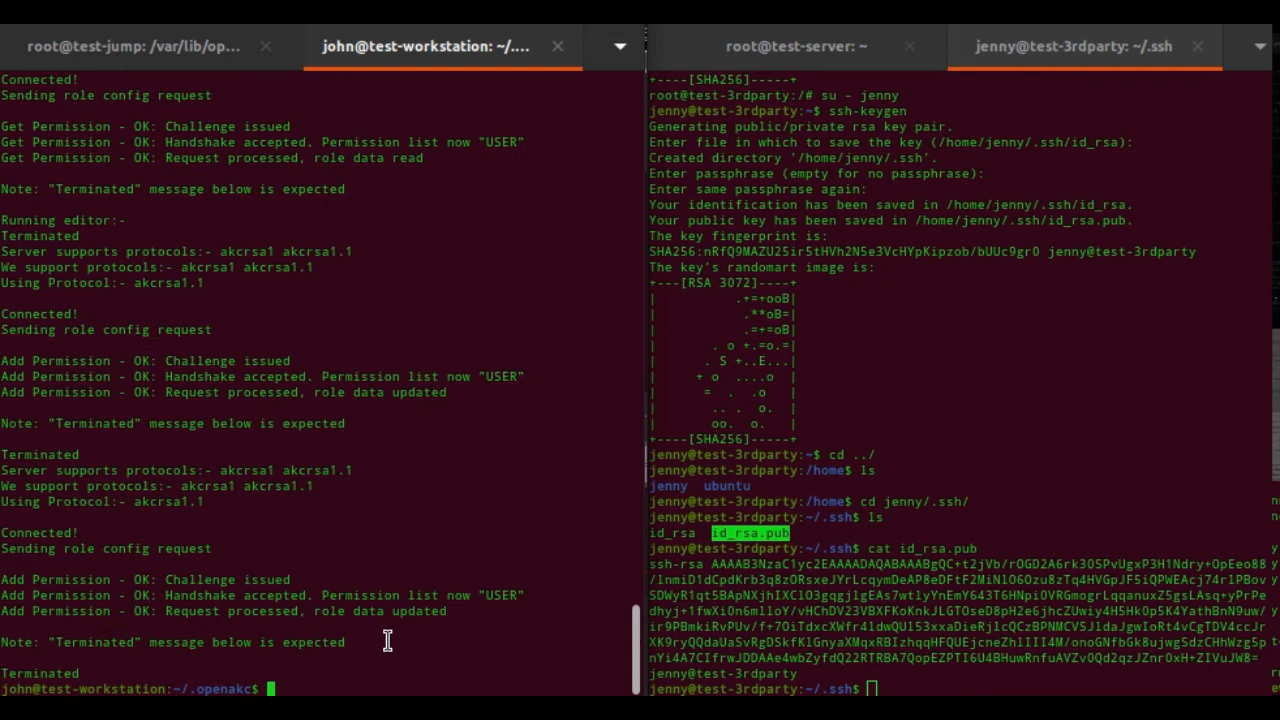 root@test-jump: /var/lib/op...
john@test-workstation: ~/....
root@test-server: ~
jenny@test-3rdparty: ~/.ssh
Connected!
Sending role config request
Get Permission - OK: Challenge issued
Get Permission - OK: Handshake accepted. Permission list now "USER"
Get Permission - OK: Request processed, role data read
Note: "Terminated" message below is expected
Running editor:-
Terminated
Server supports protocols:- akcrsa1 akcrsa1.1
We support protocols:- akcrsa1 akcrsa1.1
Using Protocol:- akcrsa1.1
Connected!
Sending role config request
Add Permission - OK: Challenge issued
Add Permission - OK: Handshake accepted. Permission list now "USER"
Add Permission - OK: Request processed, role data updated
Note: "Terminated" message below is expected
Terminated
Server supports protocols:- akcrsa1 akcrsa1.1
We support protocols:- akcrsa1 akcrsa1.1
Using Protocol:- akcrsa1.1
Connected!
Sending role config request
Add Permission - OK: Challenge issued
Add Permission - OK: Handshake accepted. Permission list now "USER"
Add Permission - OK: Request processed, role data updated
Note: "Terminated" message below is expected
Terminated
john@test-workstation:~/.openakc$
+----[SHA256]-----+
root@test-3rdparty:/# su - jenny
jenny@test-3rdparty:~$ ssh-keygen
Generating public/private rsa key pair.
Enter file in which to save the key (/home/jenny/.ssh/id_rsa):
Created directory '/home/jenny/.ssh'.
Enter passphrase (empty for no passphrase):
Enter same passphrase again:
Your identification has been saved in /home/jenny/.ssh/id_rsa.
Your public key has been saved in /home/jenny/.ssh/id_rsa.pub.
The key fingerprint is:
SHA256:nRfQ9MAZU25ir5tHVh2N5e3VcHYpKipzob/bUUc9gr0 jenny@test-3rdparty
The key's randomart image is:
+---[RSA 3072]----+
|           .+=+ooB|
|            .**oB=|
|            .=+=oB|
|        . o +.=o.=|
|       . S +..E...|
|      + o  ....o  |
|       =  .  .o   |
|        .. .  o.  |
|        oo.  o.   |
+----[SHA256]-----+
jenny@test-3rdparty:~$ cd ../
jenny@test-3rdparty:/home$ ls
jenny  ubuntu
jenny@test-3rdparty:/home$ cd jenny/.ssh/
jenny@test-3rdparty:~/.ssh$ ls
id_rsa  id_rsa.pub
jenny@test-3rdparty:~/.ssh$ cat id_rsa.pub
ssh-rsa
jenny@test-3rdparty
jenny@test-3rdparty:~/.ssh$